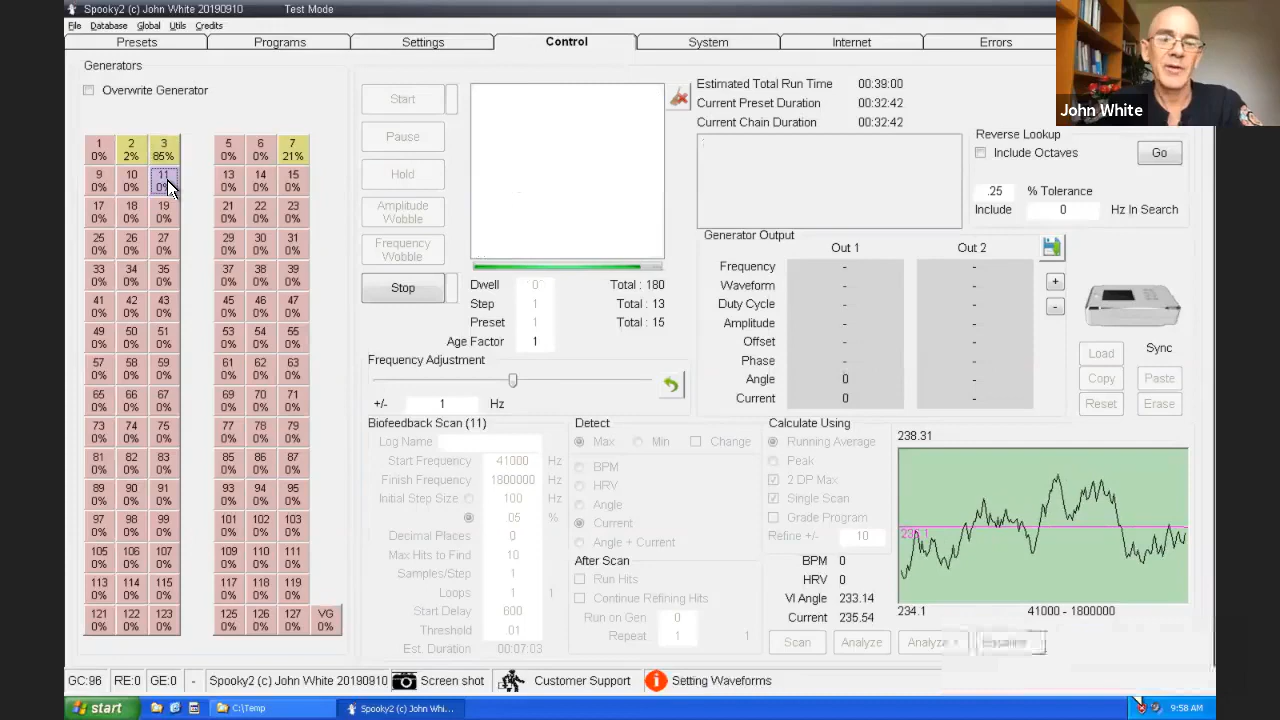 Spooky2 (c) John White 20190910 Test Mode
File Database Global Utils Credits
Presets Programs Settings Control System Internet Errors
Generators
Overwrite Generator
1 2 3 5 6 7
0% 2% 85% 0% 0% 21%
9 10 11 13 14 15
0% 0% 0% 0% 0% 0%
17 18 19 21 22 23
0% 0% 0% 0% 0% 0%
25 26 27 29 30 31
0% 0% 0% 0% 0% 0%
33 34 35 37 38 39
0% 0% 0% 0% 0% 0%
41 42 43 45 46 47
0% 0% 0% 0% 0% 0%
49 50 51 53 54 55
0% 0% 0% 0% 0% 0%
57 58 59 61 62 63
0% 0% 0% 0% 0% 0%
65 66 67 69 70 71
0% 0% 0% 0% 0% 0%
73 74 75 77 78 79
0% 0% 0% 0% 0% 0%
81 82 83 85 86 87
0% 0% 0% 0% 0% 0%
89 90 91 93 94 95
0% 0% 0% 0% 0% 0%
97 98 99 101 102 103
0% 0% 0% 0% 0% 0%
105 106 107 109 110 111
0% 0% 0% 0% 0% 0%
113 114 115 117 118 119
0% 0% 0% 0% 0% 0%
121 122 123 125 126 127 VG
0% 0% 0% 0% 0% 0% 0%
Start
Pause
Hold
Amplitude
Wobble
Frequency
Wobble
Stop
Dwell 0 Total : 180
Step 1 Total : 13
Preset 1 Total : 15
Age Factor 1
Frequency Adjustment
+/- 1 Hz
Estimated Total Run Time 00:39:00
Current Preset Duration 00:32:42
Current Chain Duration 00:32:42
John White
Reverse Lookup
Include Octaves Go
.25 % Tolerance
Include 0 Hz In Search
Generator Output
Out 1 Out 2
Frequency - -
Waveform - -
Duty Cycle - -
Amplitude - -
Offset - -
Phase - -
Angle 0 -
Current 0 -
+
-
Load Sync
Copy Paste
Reset Erase
Biofeedback Scan (11)
Log Name
Start Frequency 41000 Hz
Finish Frequency 1800000 Hz
Initial Step Size 100 Hz
05 %
Decimal Places 0
Max Hits to Find 10
Samples/Step 1
Loops 1 1
Start Delay 600
Threshold 01
Est. Duration 00:07:03
Detect
Max Min Change
BPM
HRV
Angle
Current
Angle + Current
After Scan
Run Hits
Continue Refining Hits
Run on Gen 0
Repeat 1 1
Calculate Using
Running Average
Peak
2 DP Max
Single Scan
Grade Program
Refine +/- 10
BPM 0
HRV 0
VI Angle 233.14
Current 235.54
Scan Analyze
238.31
234.1 41000 - 1800000
GC:96 RE:0 GE:0 - Spooky2 (c) John White 20190910 Screen shot Customer Support Setting Waveforms
start C:\Temp Spooky2 (c) John Whi... 9:58 AM